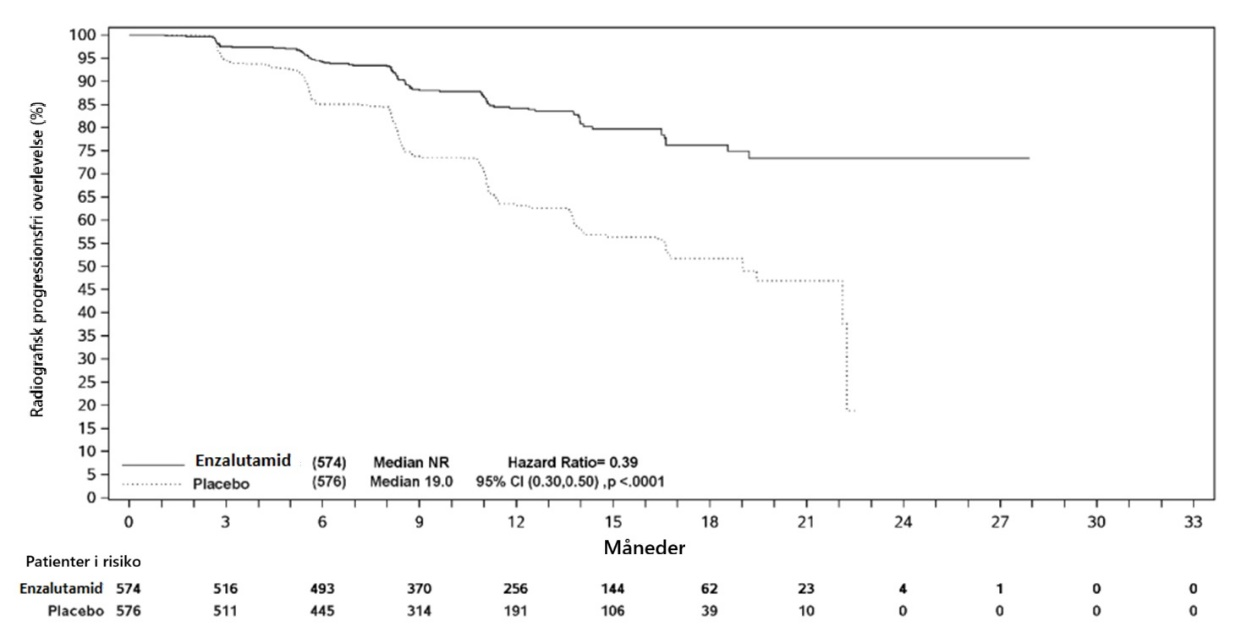 Radiografisk progressionsfri overlevelse (%)
100
95
90
85
80
75
70
65
60
55
50
45
40
35
30
25
20
15
10
5
0
Enzalutamid (574) Median NR Hazard Ratio= 0.39
Placebo (576) Median 19.0 95% CI (0.30,0.50) ,p <.0001
0 3 6 9 12 15 18 21 24 27 30 33
Måneder
Patienter i risiko
Enzalutamid 574 516 493 370 256 144 62 23 4 1 0 0
Placebo 576 511 445 314 191 106 39 10 0 0 0 0